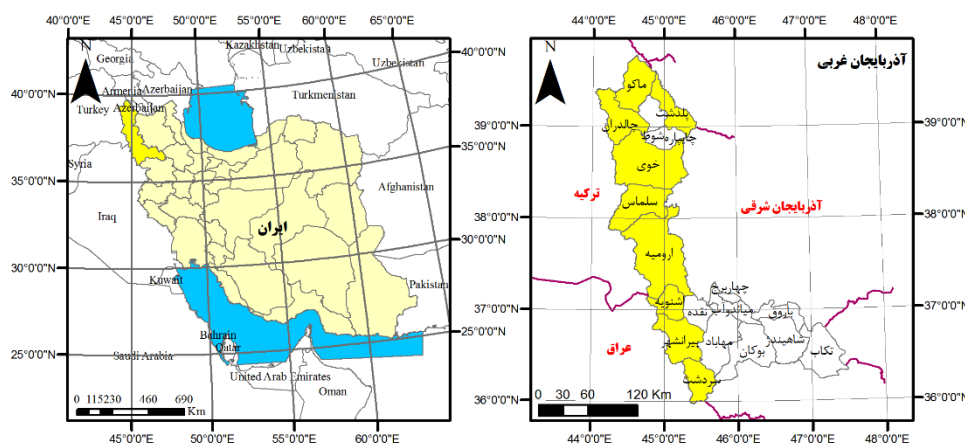 40°0'0"E 45°0'0"E 50°0'0"E 55°0'0"E 60°0'0"E 65°0'0"E
N
Kazakhstan
Uzbekistan
Georgia
40°0'0"N
Uzbekistan
Armenia
Azerbaijan
Turkmenistan
Turkey
Azerbaijan
40°0'0"N
35°0'0"N
Syria
35°0'0"N
Afghanistan
Iraq
ایران
30°0'0"N
30°0'0"N
Kuwait
Pakistan
Bahrain
Qatar
25°0'0"N
25°0'0"N
Saudi Arabia
United Arab Emirates
Oman
0 115230 460 690
Km
45°0'0"E 50°0'0"E 55°0'0"E 60°0'0"E
44°0'0"E 45°0'0"E 46°0'0"E 47°0'0"E 48°0'0"E
N
آذربایجان غربی
ماکو
پلدشت
39°0'0"N
چالدران
شوط
چایپاره
39°0'0"N
خوی
ترکیه
سلماس
آذربایجان شرقی
38°0'0"N
38°0'0"N
ارومیه
چهاربرج
اشنویه
37°0'0"N
نقده
میاندوآب
باروق
37°0'0"N
عراق
پیرانشهر
مهاباد
بوکان
شاهیندژ
تکاب
سردشت
36°0'0"N
36°0'0"N
0 30 60 120 Km
44°0'0"E 45°0'0"E 46°0'0"E 47°0'0"E